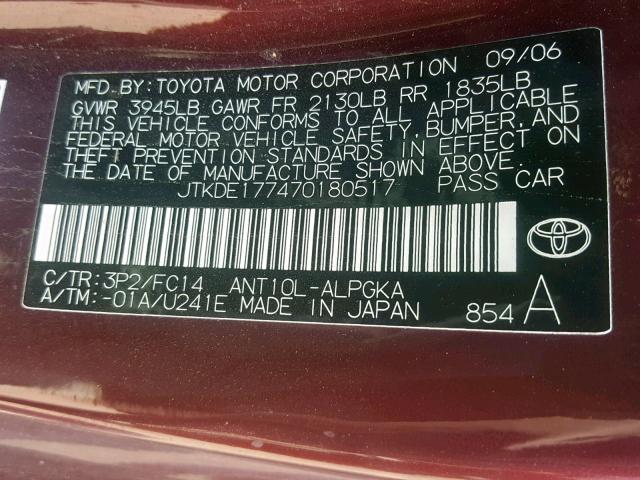 MFD. BY: TOYOTA MOTOR CORPORATION 09/06
GVWR 3945LB GAWR FR 2130LB RR 1835LB
THIS VEHICLE CONFORMS TO ALL APPLICABLE
FEDERAL MOTOR VEHICLE SAFETY, BUMPER, AND
THEFT PREVENTION STANDARDS IN EFFECT ON
THE DATE OF MANUFACTURE SHOWN ABOVE.
JTKDE177470180517 PASS CAR
C/TR: 3P2/FC14 ANT10L-ALPGKA
A/TM: -01A/U241E MADE IN JAPAN 854 A